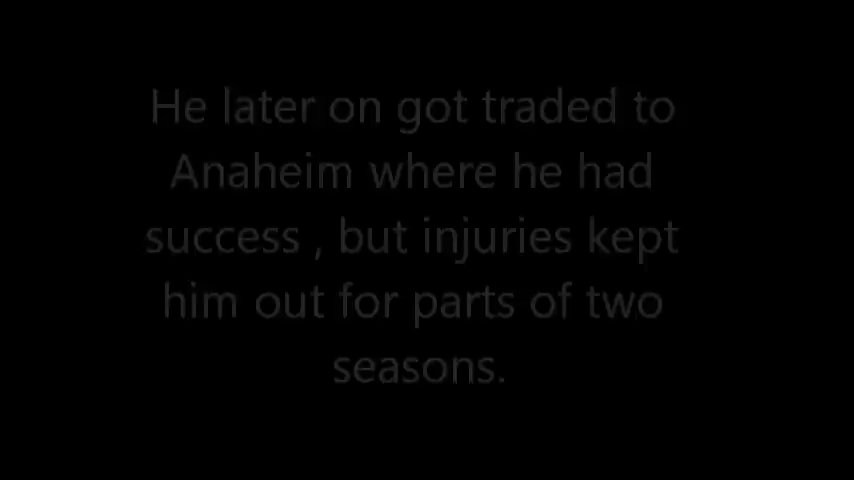 He later on got traded to
Anaheim where he had
success , but injuries kept
him out for parts of two
seasons.